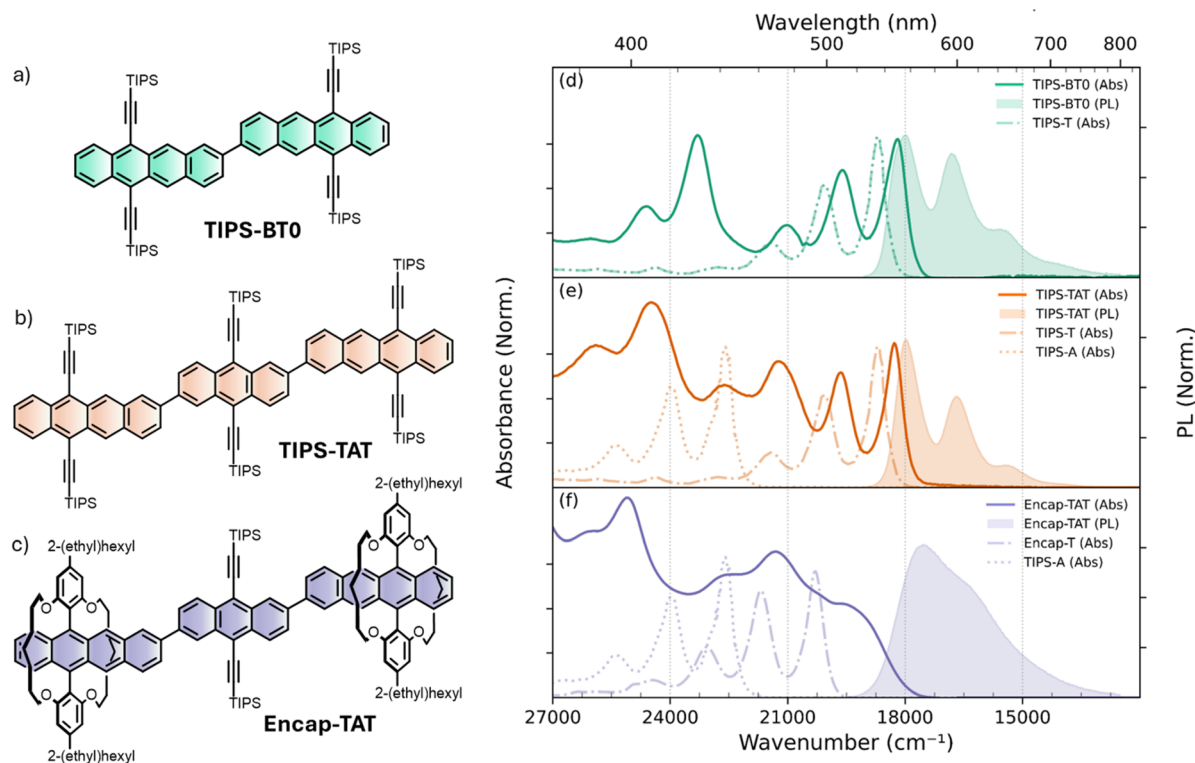 a)
TIPS
TIPS
TIPS
TIPS
TIPS-BT0
b)
TIPS
TIPS
TIPS
TIPS
TIPS
TIPS
TIPS-TAT
c)
2-(ethyl)hexyl
2-(ethyl)hexyl
TIPS
O
O
O
O
O
O
O
O
TIPS
2-(ethyl)hexyl
2-(ethyl)hexyl
Encap-TAT
Wavelength (nm)
400
500
600
700
800
(d)
TIPS-BT0 (Abs)
TIPS-BT0 (PL)
TIPS-T (Abs)
(e)
TIPS-TAT (Abs)
TIPS-TAT (PL)
TIPS-T (Abs)
TIPS-A (Abs)
(f)
Encap-TAT (Abs)
Encap-TAT (PL)
Encap-T (Abs)
TIPS-A (Abs)
Absorbance (Norm.)
PL (Norm.)
27000
24000
21000
18000
15000
Wavenumber (cm⁻¹)